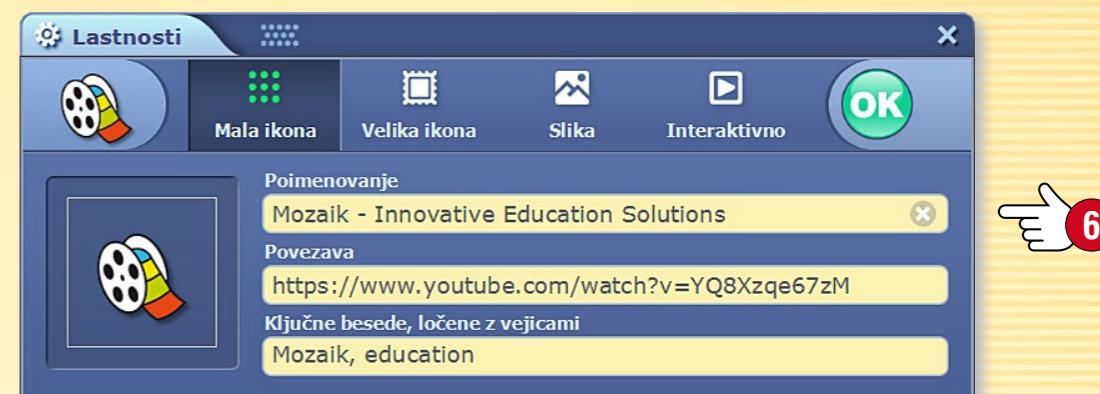 Lastnosti
Mala ikona
Velika ikona
Slika
Interaktivno
OK
Poimenovanje
Mozaik - Innovative Education Solutions
6
Povezava
https://www.youtube.com/watch?v=YQ8Xzqe67zM
Ključne besede, ločene z vejicami
Mozaik, education